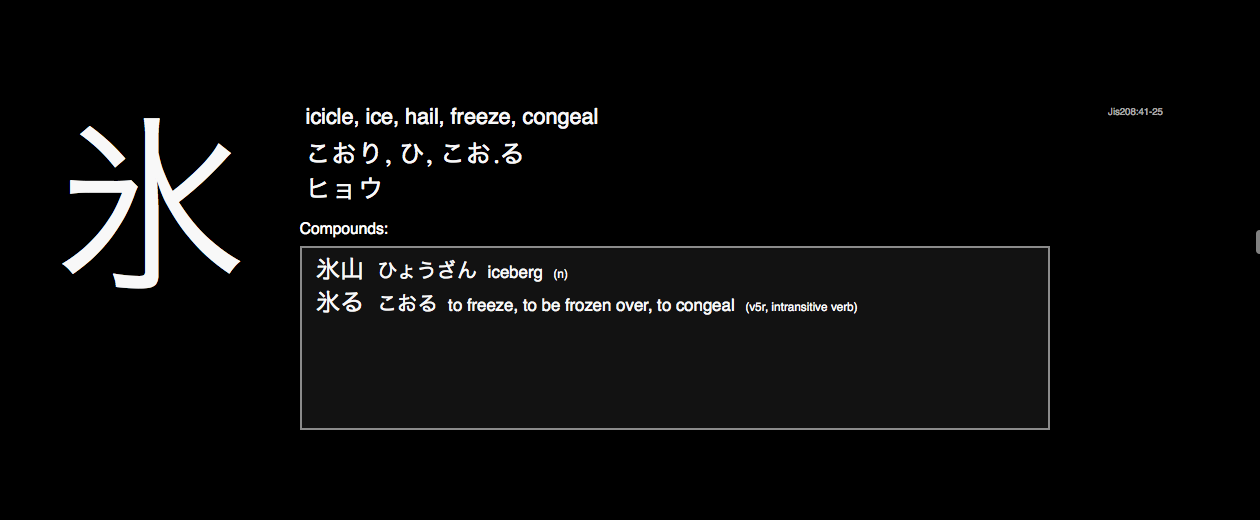 氷
icicle, ice, hail, freeze, congeal
Jis208:41-25
こおり, ひ, こお.る
ヒョウ
Compounds:
氷山 ひょうざん iceberg (n)
氷る こおる to freeze, to be frozen over, to congeal (v5r, intransitive verb)